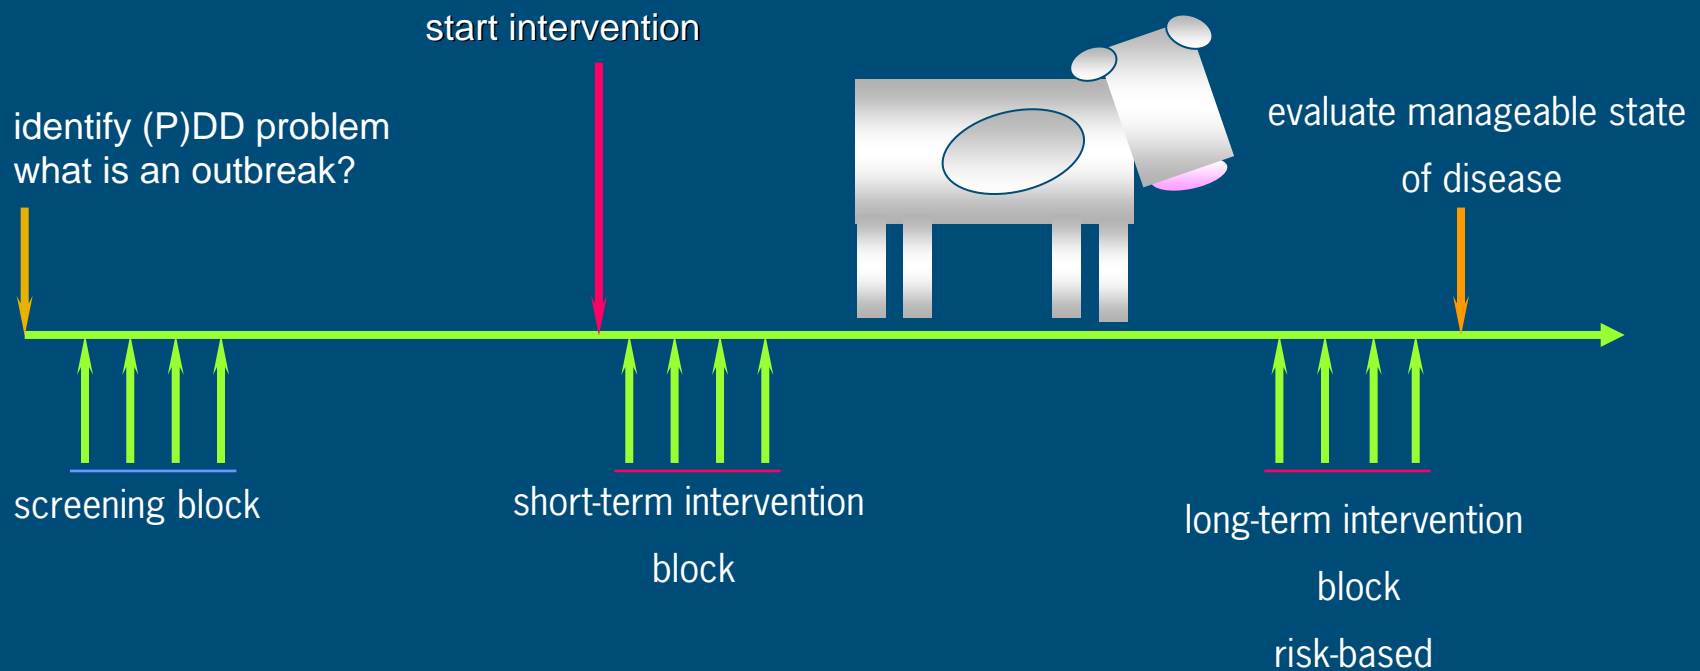 start intervention
identify (P)DD problem
what is an outbreak?
evaluate manageable state
of disease
screening block
short-term intervention
block
long-term intervention
block
risk-based